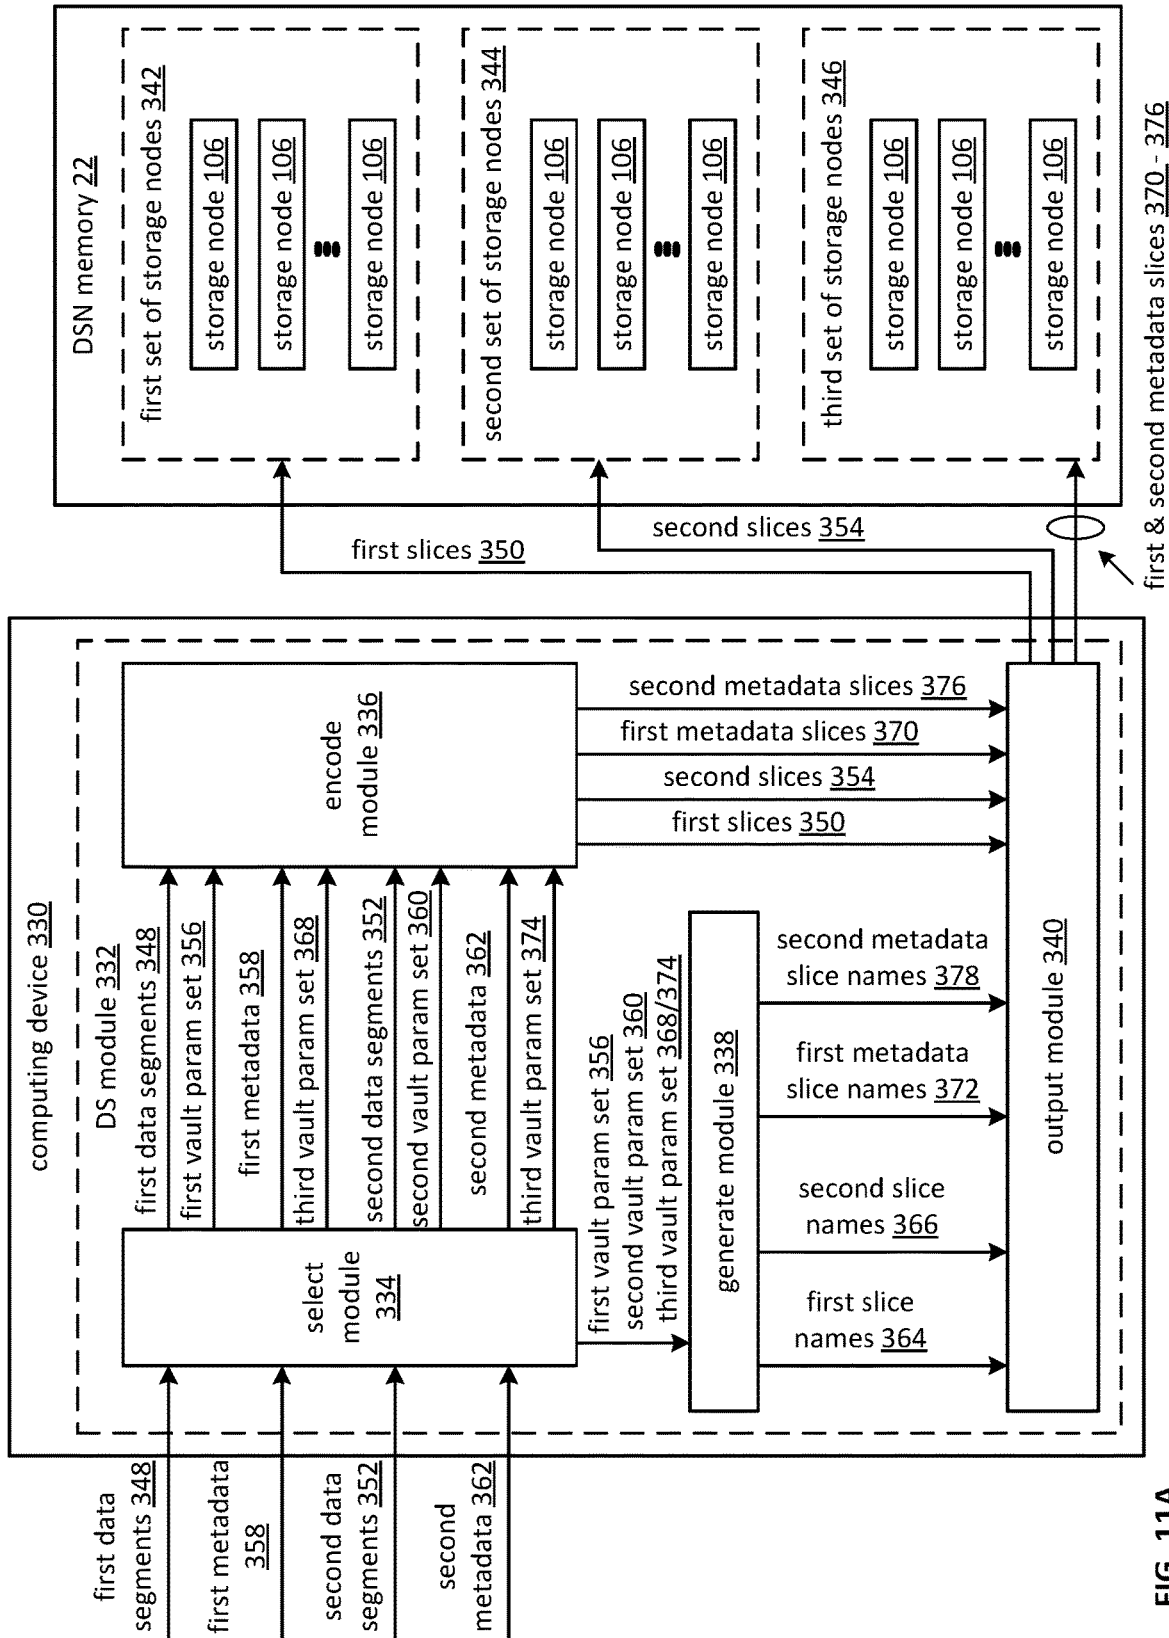 computing device 330
DS module 332
first data
segments 348
first metadata
358
second data
segments 352
second
metadata 362
select
module
334
first data segments 348
first vault param set 356
first metadata 358
third vault param set 368
second data segments 352
second vault param set 360
second metadata 362
third vault param set 374
encode
module 336
first vault param set 356
second vault param set 360
third vault param set 368/374
generate module 338
first slice
names 364
second slice
names 366
first metadata
slice names 372
second metadata
slice names 378
first slices 350
second slices 354
first metadata slices 370
second metadata slices 376
output module 340
first slices 350
second slices 354
first & second metadata slices 370 - 376
DSN memory 22
first set of storage nodes 342
storage node 106
storage node 106
storage node 106
second set of storage nodes 344
storage node 106
storage node 106
storage node 106
third set of storage nodes 346
storage node 106
storage node 106
storage node 106
FIG. 11A